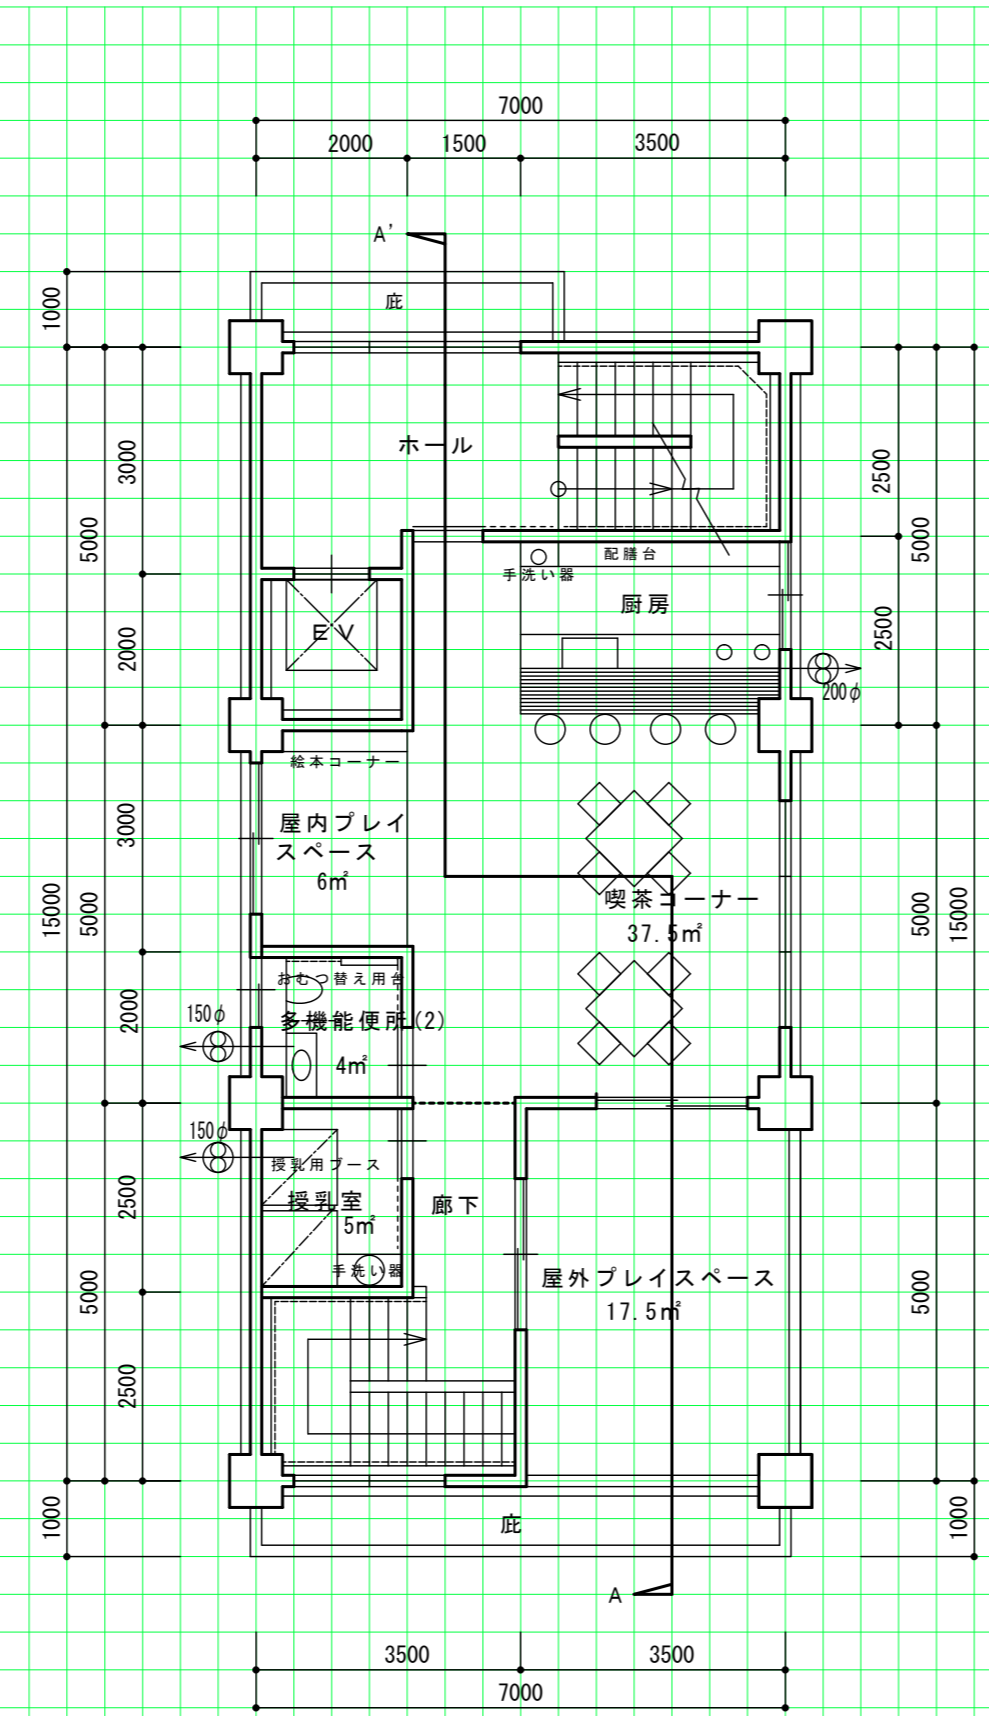 7000
2000
1500
3500
A'
1000
庇
ホール
3000
2500
5000
5000
配膳台
手洗い器
厨房
EV
2000
2500
200φ
絵本コーナー
屋内プレイ
スペース
6㎡
3000
喫茶コーナー
37.5㎡
15000
5000
5000
15000
おむつ替え用台
多機能便所(2)
4㎡
2000
150φ
150φ
授乳用ブース
授乳室
5㎡
廊下
2500
手洗い器
屋外プレイスペース
17.5㎡
5000
5000
2500
1000
庇
1000
A
3500
3500
7000